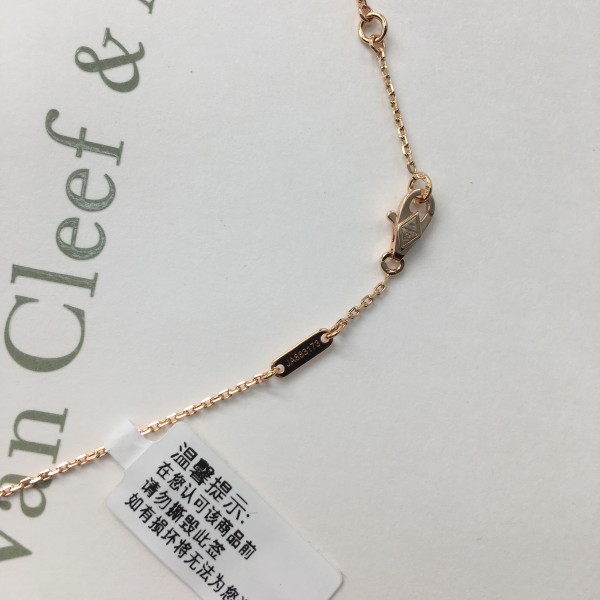 Van Cleef &
JA883173
温馨提示:
在您认可该商品前
请勿撕毁此签
如有损坏将无法为您